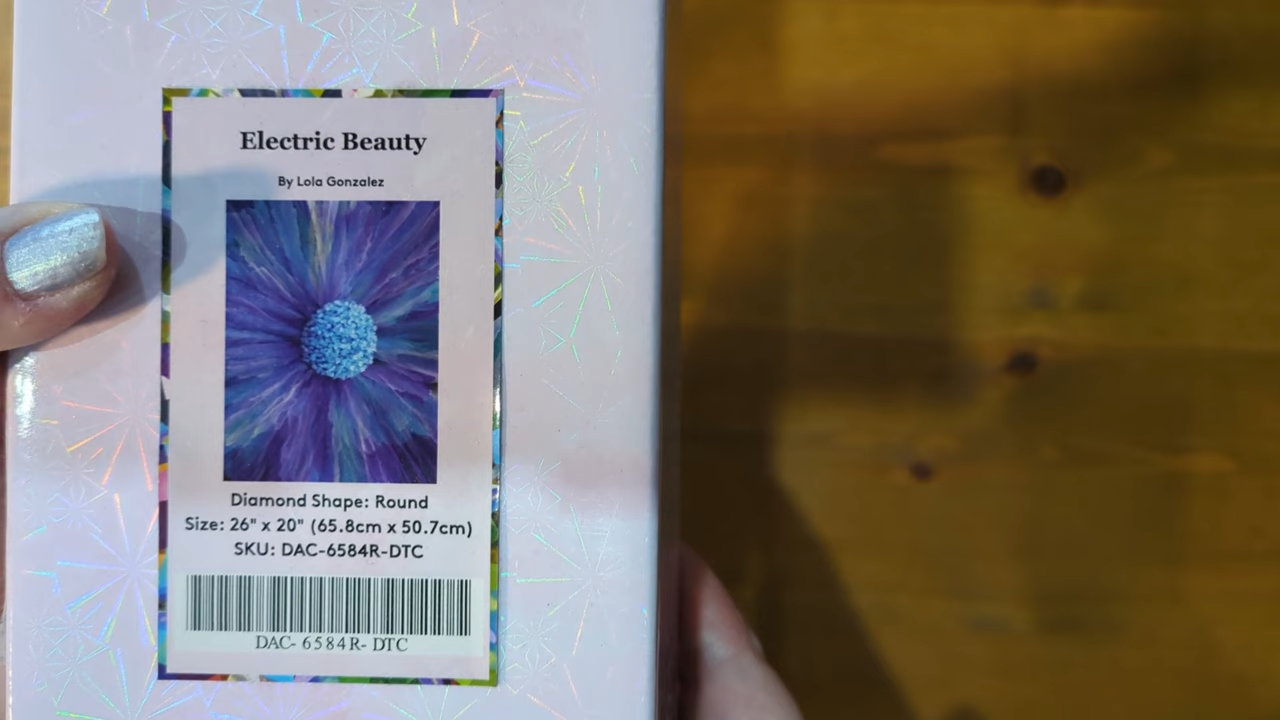 Electric Beauty
By Lola Gonzalez
Diamond Shape: Round
Size: 26" x 20" (65.8cm x 50.7cm)
SKU: DAC-6584R-DTC
DAC- 6584R- DTC